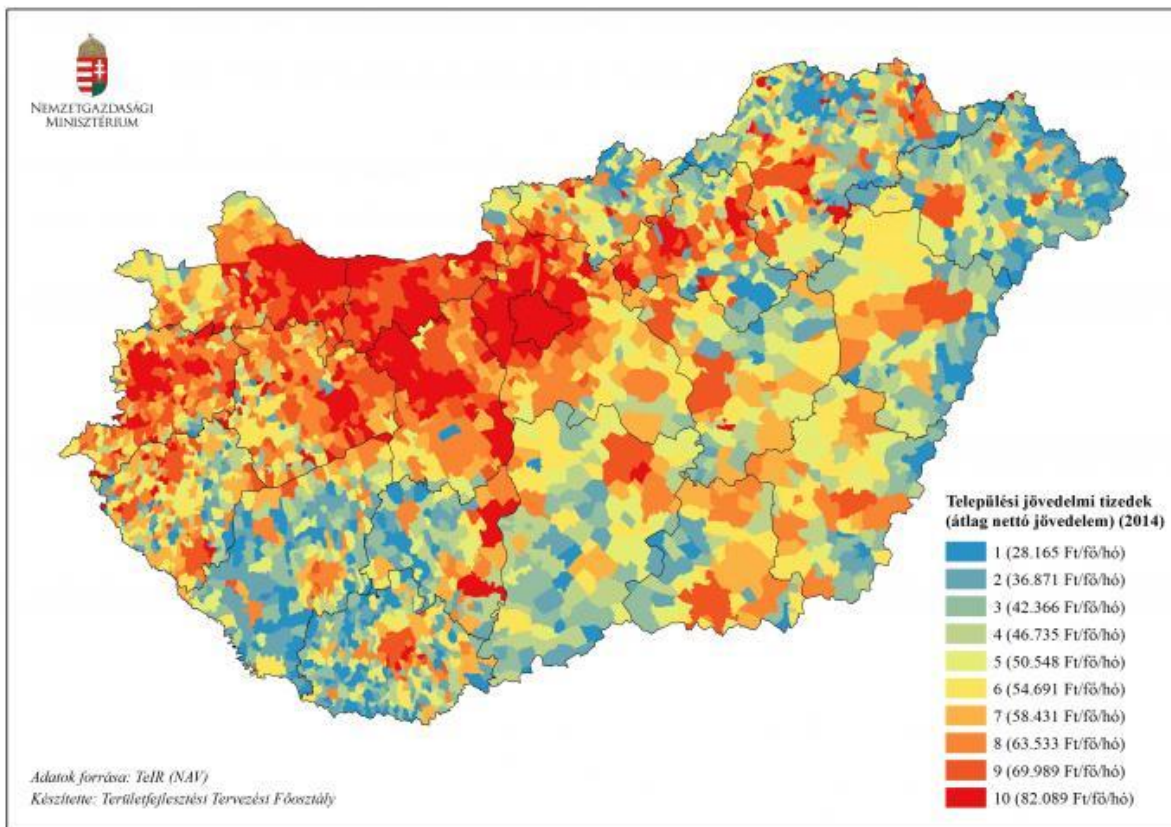 NEMZETGAZDASÁGI
MINISZTÉRIUM
Települési jövedelmi tizedek
(átlag nettó jövedelem) (2014)
1 (28.165 Ft/fő/hó)
2 (36.871 Ft/fő/hó)
3 (42.366 Ft/fő/hó)
4 (46.735 Ft/fő/hó)
5 (50.548 Ft/fő/hó)
6 (54.691 Ft/fő/hó)
7 (58.431 Ft/fő/hó)
8 (63.533 Ft/fő/hó)
9 (69.989 Ft/fő/hó)
10 (82.089 Ft/fő/hó)
Adatok forrása: TeIR (NAV)
Készítette: Területfejlesztési Tervezési Főosztály